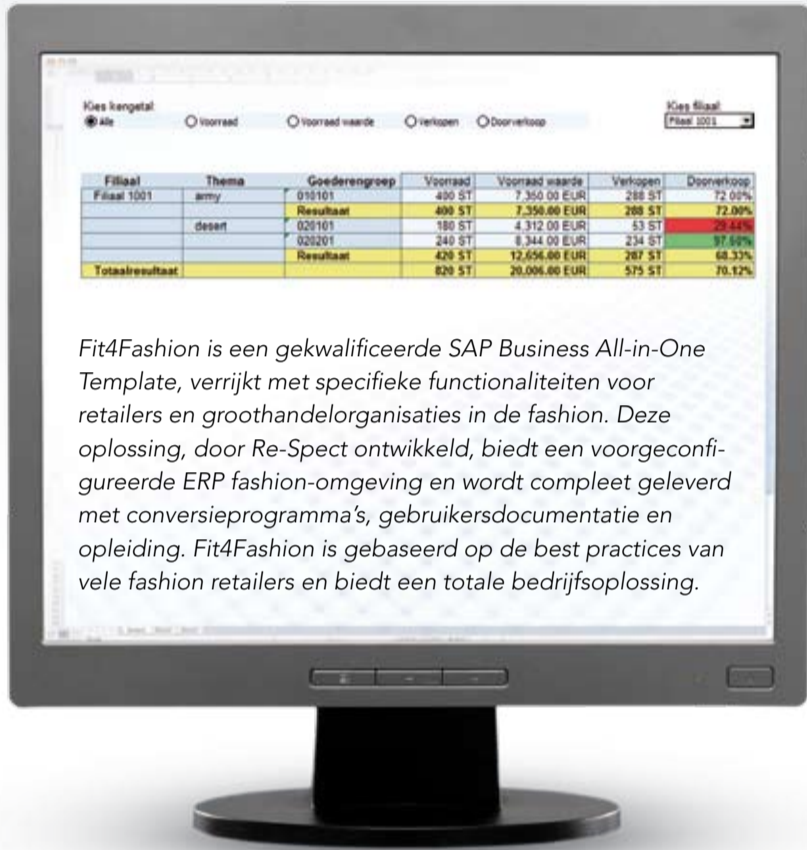 Kies kengetal: Kies filiaal:
Alle Voorraad Voorraad waarde Verkopen Doorverkoop Filiaal 1001
Filiaal Thema Goederengroep Voorraad Voorraad waarde Verkopen Doorverkoop
Filiaal 1001 army 010101 400 ST 7,350.00 EUR 288 ST 72.00%
Resultaat 400 ST 7,350.00 EUR 288 ST 72.00%
desert 020101 180 ST 4,312.00 EUR 53 ST 29.44%
020201 240 ST 8,344.00 EUR 234 ST 97.50%
Resultaat 420 ST 12,656.00 EUR 287 ST 68.33%
Totaalresultaat 820 ST 20,006.00 EUR 575 ST 70.12%
Fit4Fashion is een gekwalificeerde SAP Business All-in-One
Template, verrijkt met specifieke functionaliteiten voor
retailers en groothandelorganisaties in de fashion. Deze
oplossing, door Re-Spect ontwikkeld, biedt een voorgeconfi-
gureerde ERP fashion-omgeving en wordt compleet geleverd
met conversieprogramma's, gebruikersdocumentatie en
opleiding. Fit4Fashion is gebaseerd op de best practices van
vele fashion retailers en biedt een totale bedrijfsoplossing.